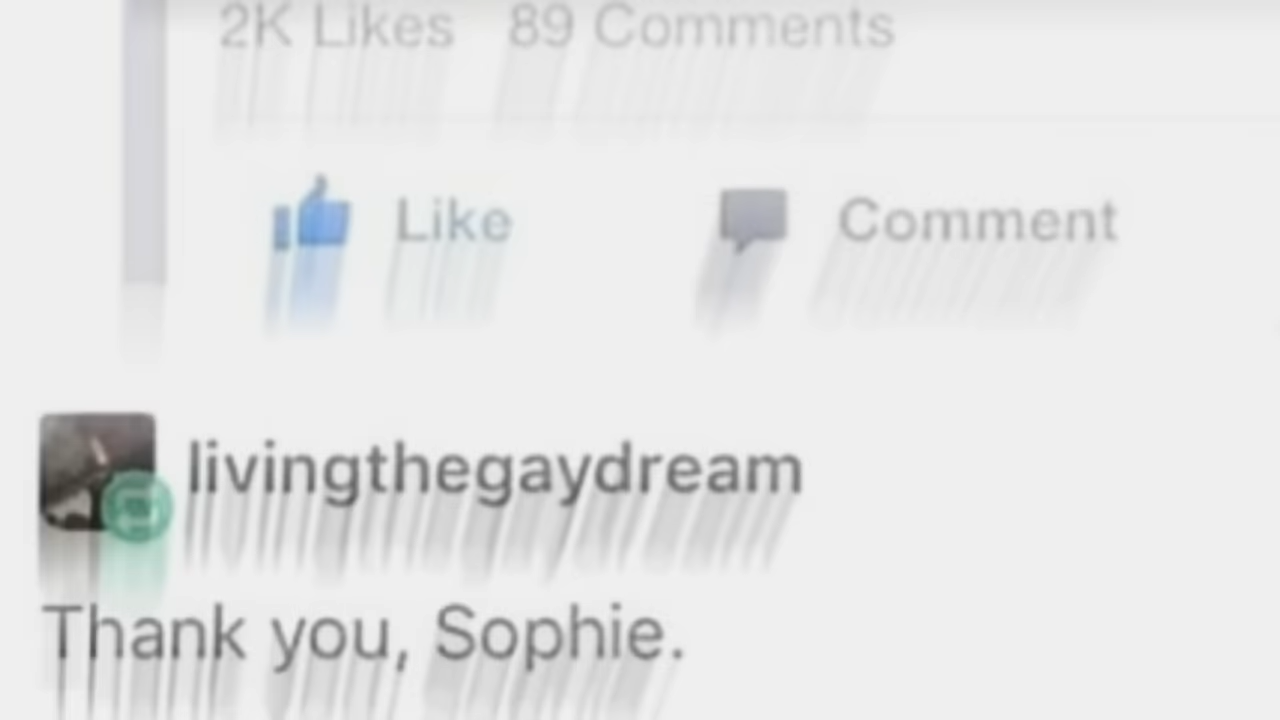 2K Likes 89 Comments
Like Comment
livingthegaydream
Thank you, Sophie.